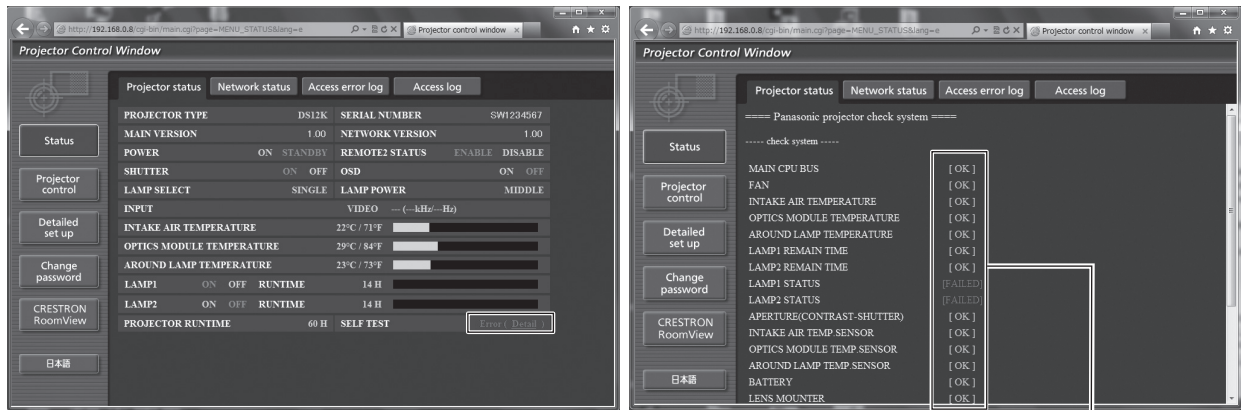 http://192.168.0.8/cgi-bin/main.cgi?page=MENU_STATUS&lang=e
Projector control window
Projector Control Window
Status
Projector control
Detailed set up
Change password
CRESTRON RoomView
日本語
Projector status Network status Access error log Access log
PROJECTOR TYPE DS12K SERIAL NUMBER SW1234567
MAIN VERSION 1.00 NETWORK VERSION 1.00
POWER ON STANDBY REMOTE2 STATUS ENABLE DISABLE
SHUTTER ON OFF OSD ON OFF
LAMP SELECT SINGLE LAMP POWER MIDDLE
INPUT VIDEO --- (---kHz/---Hz)
INTAKE AIR TEMPERATURE 22°C / 71°F
OPTICS MODULE TEMPERATURE 29°C / 84°F
AROUND LAMP TEMPERATURE 23°C / 73°F
LAMP1 ON OFF RUNTIME 14 H
LAMP2 ON OFF RUNTIME 14 H
PROJECTOR RUNTIME 60 H SELF TEST Error ( Detail )
http://192.168.0.8/cgi-bin/main.cgi?page=MENU_STATUS&lang=e
Projector control window
Projector Control Window
Status
Projector control
Detailed set up
Change password
CRESTRON RoomView
日本語
Projector status Network status Access error log Access log
==== Panasonic projector check system ====
----- check system -----
MAIN CPU BUS [ OK ]
FAN [ OK ]
INTAKE AIR TEMPERATURE [ OK ]
OPTICS MODULE TEMPERATURE [ OK ]
AROUND LAMP TEMPERATURE [ OK ]
LAMP1 REMAIN TIME [ OK ]
LAMP2 REMAIN TIME [ OK ]
LAMP1 STATUS [FAILED]
LAMP2 STATUS [FAILED]
APERTURE(CONTRAST-SHUTTER) [ OK ]
INTAKE AIR TEMP.SENSOR [ OK ]
OPTICS MODULE TEMP.SENSOR [ OK ]
AROUND LAMP TEMP.SENSOR [ OK ]
BATTERY [ OK ]
LENS MOUNTER [ OK ]